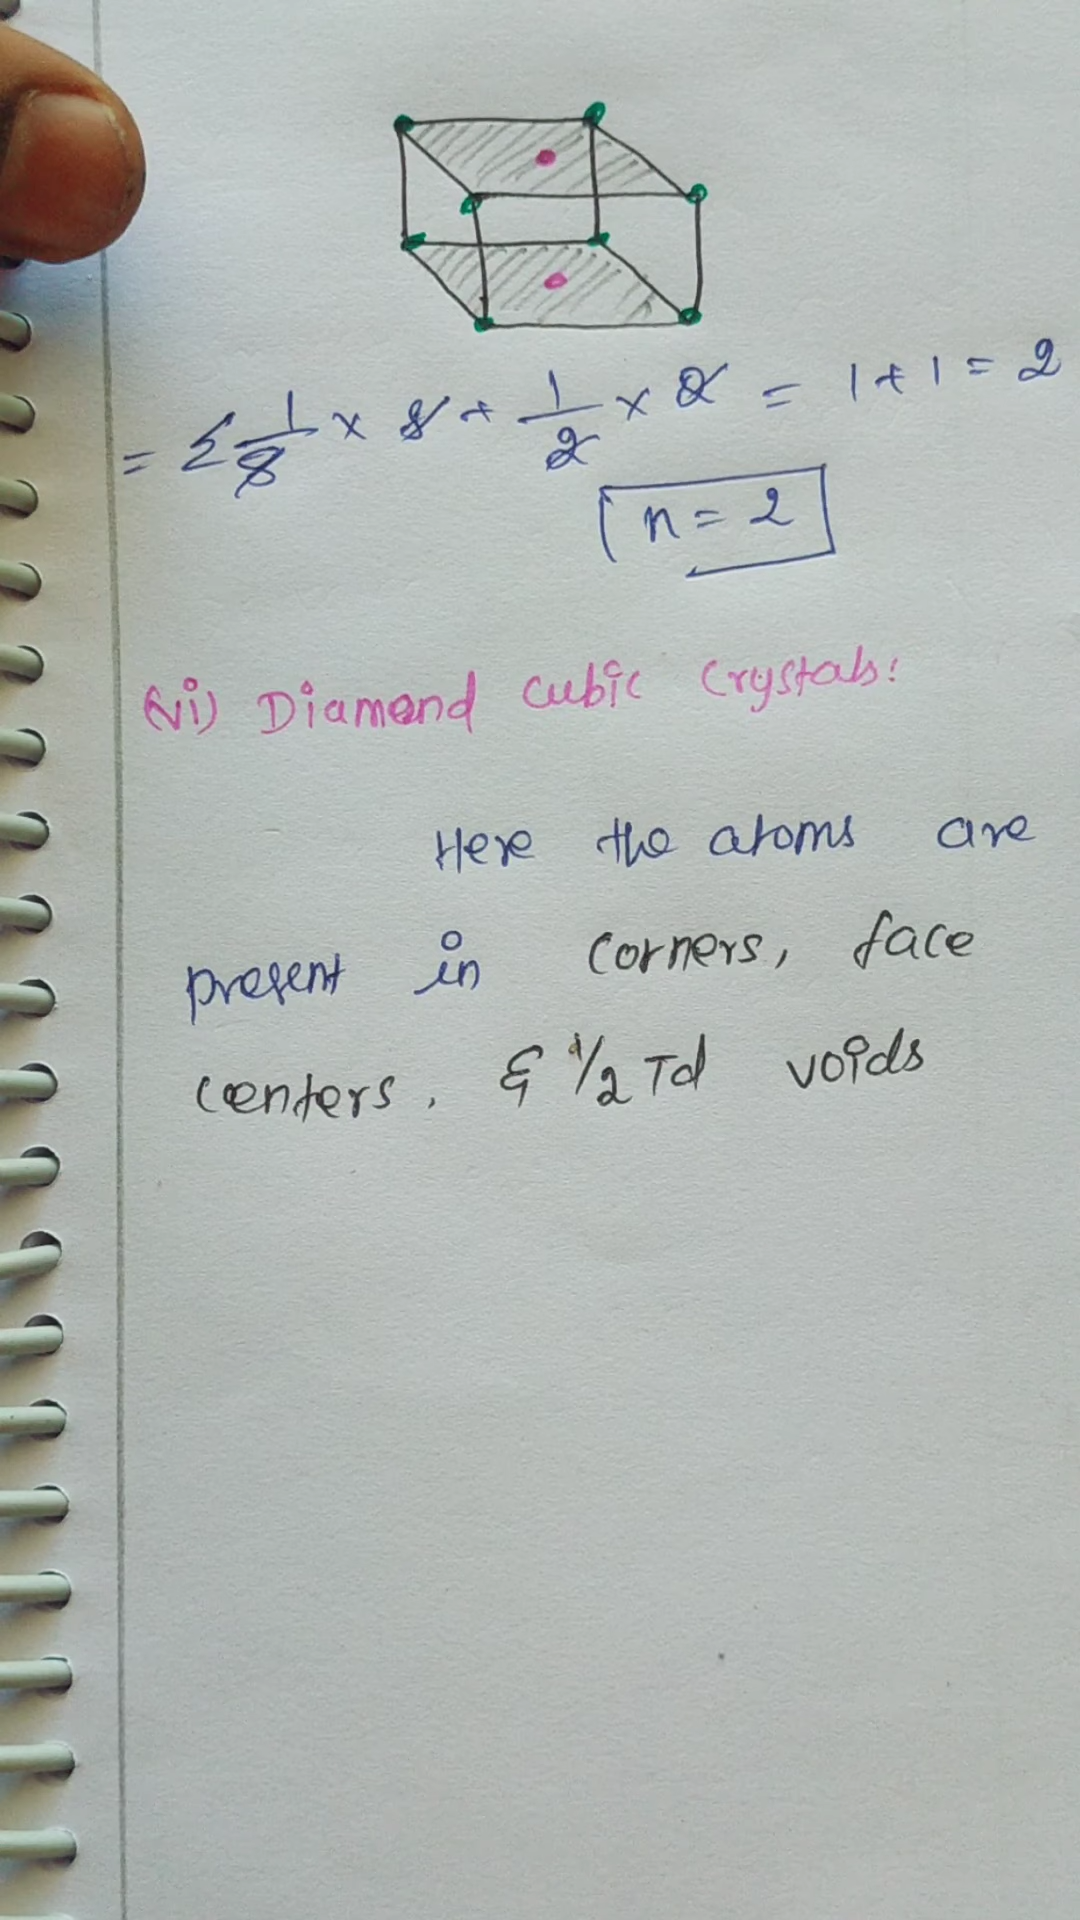 = Σ 1/8 × 8 + 1/2 × 2 = 1 + 1 = 2
n = 2
(vi) Diamond cubic crystals:
Here the atoms are
present in corners, face
centers. & 1/2 Td voids